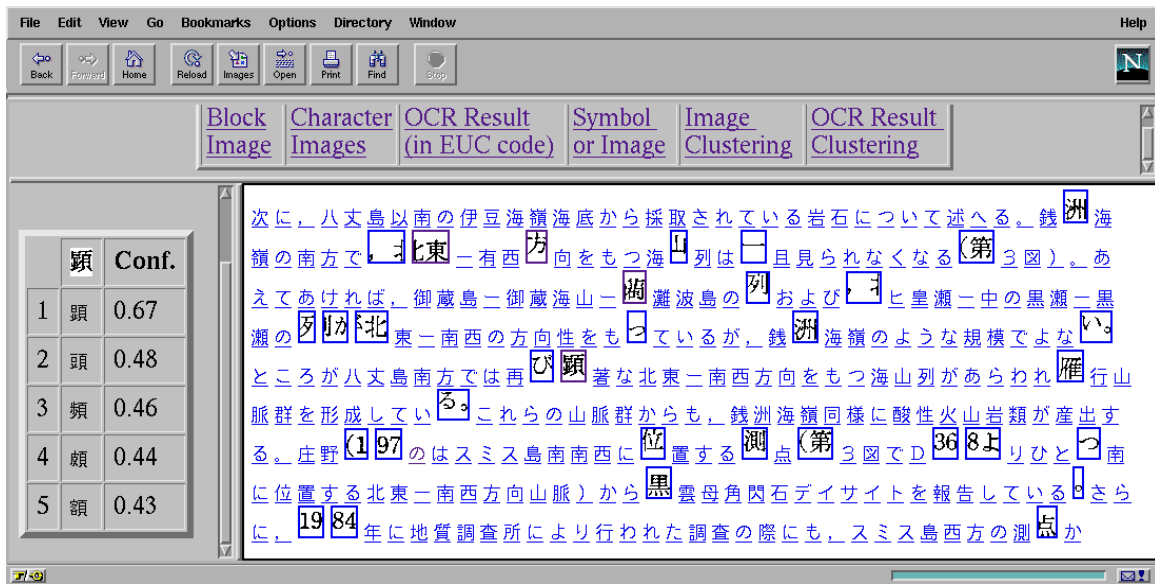 File Edit View Go Bookmarks Options Directory Window Help
Back Forward Home Reload Images Open Print Find Stop
N
Block Image Character Images OCR Result (in EUC code) Symbol or Image Image Clustering OCR Result Clustering
顕 Conf.
1 頭 0.67
2 頭 0.48
3 頻 0.46
4 頗 0.44
5 額 0.43
次に，八丈島以南の伊豆海嶺海底から採取されている岩石について述へる。銭洲海
嶺の南方で，北東一有西方向をもつ海山列は一且見られなくなる(第３図）。あ
えてあければ，御蔵島一御蔵海山一藺灘波島の列および，ヒ皇瀬一中の黒瀬一黒
瀬の列が北東一南西の方向性をもっているが，銭洲海嶺のような規模でよない。
ところが八丈島南方では再び顕著な北東一南西方向をもつ海山列があらわれ雁行山
脈群を形成している。これらの山脈群からも，銭洲海嶺同様に酸性火山岩類が産出す
る。庄野(197のはスミス島南南西に位置する測点(第３図でＤ368よりひとつ南
に位置する北東一南西方向山脈）から黒雲母角閃石デイサイトを報告している。さら
に，1984年に地質調査所により行われた調査の際にも，スミス島西方の測点か